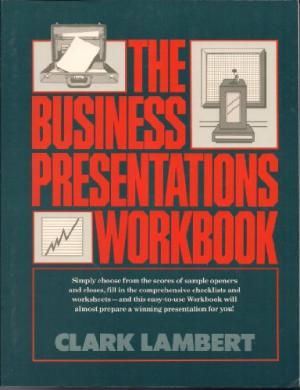 THE
BUSINESS
PRESENTATIONS
WORKBOOK
Simply choose from the scores of sample openers
and closes, fill in the comprehensive checklists and
worksheets — and this easy-to-use Workbook will
almost prepare a winning presentation for you!
CLARK LAMBERT